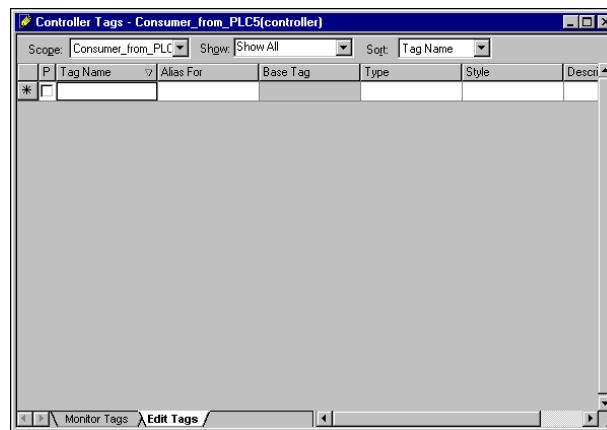 Controller Tags - Consumer_from_PLC5(controller)
Scope: Consumer_from_PLC Show: Show All Sort: Tag Name
P Tag Name Alias For Base Tag Type Style Descri
Monitor Tags Edit Tags